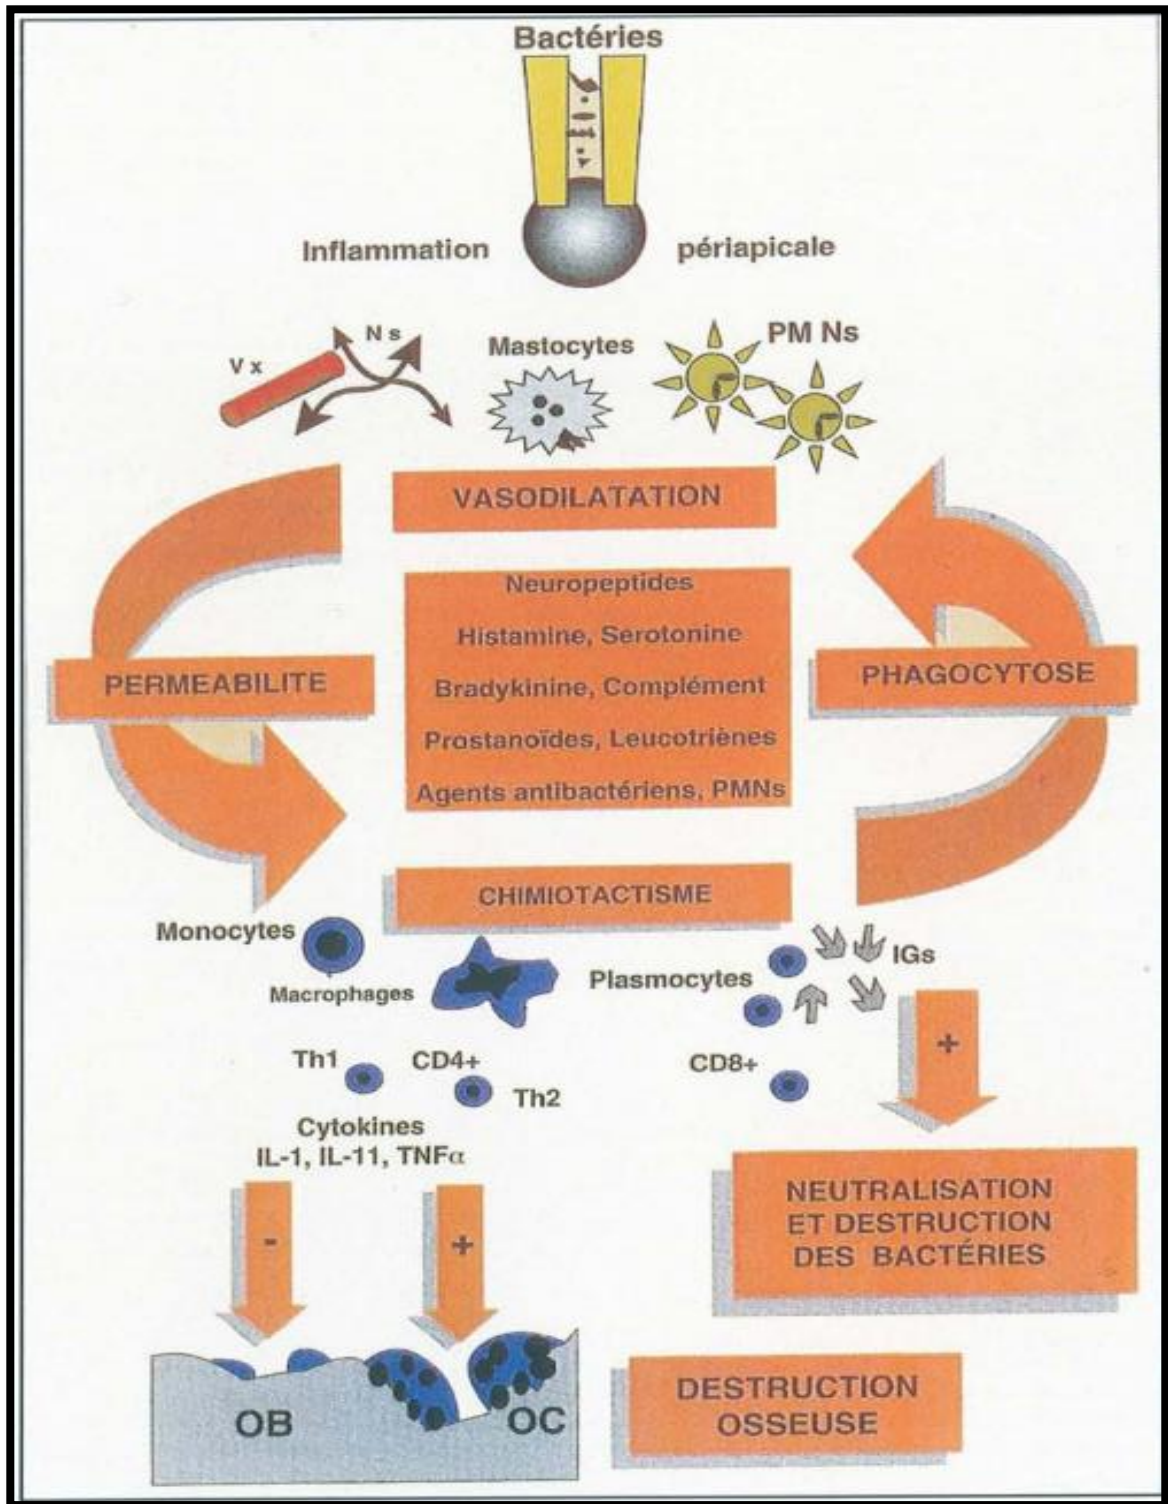 Bactéries
Inflammation périapicale
V x
N s
Mastocytes
PM Ns
VASODILATATION
Neuropeptides
Histamine, Serotonine
Bradykinine, Complément
Prostanoïdes, Leucotriènes
Agents antibactériens, PMNs
PERMEABILITE
PHAGOCYTOSE
CHIMIOTACTISME
Monocytes
Macrophages
Plasmocytes
IGs
Th1
CD4+
Th2
CD8+
Cytokines
IL-1, IL-11, TNFα
-
+
+
NEUTRALISATION
ET DESTRUCTION
DES BACTÉRIES
OB
OC
DESTRUCTION
OSSEUSE